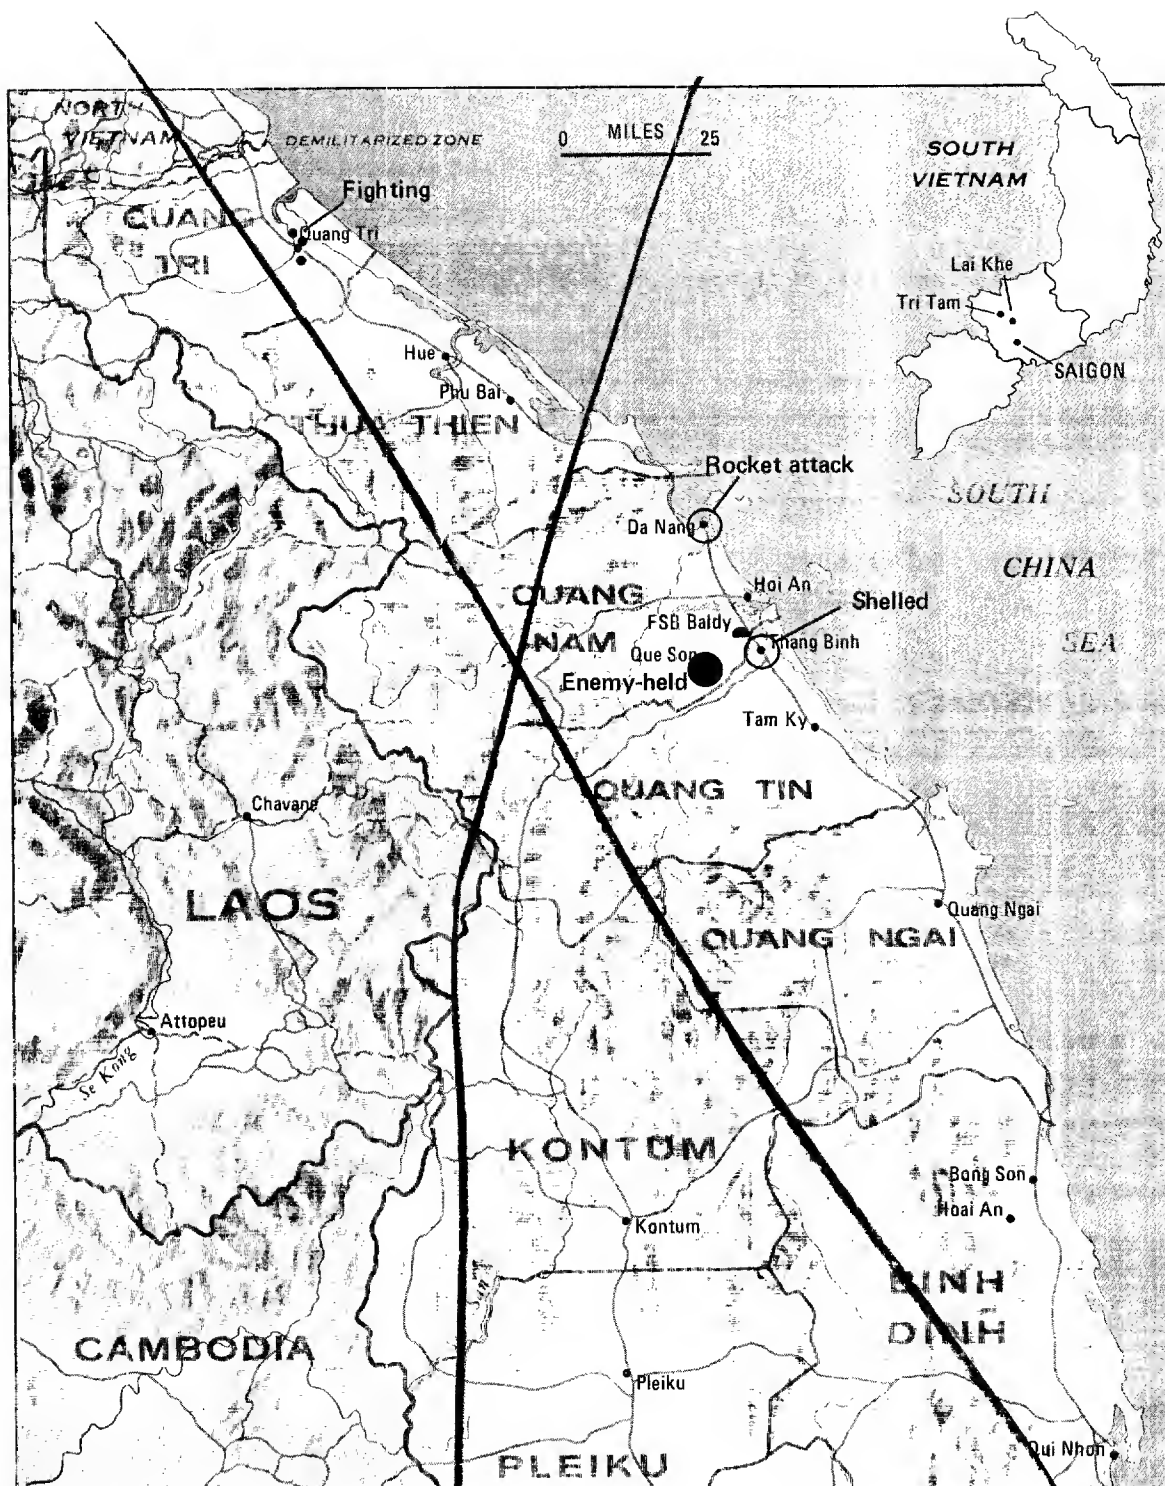 NORTH
VIETNAM
DEMILITARIZED ZONE
0 MILES 25
SOUTH
VIETNAM
Fighting
QUANG
TRI
Quang Tri
Lai Khe
Tri Tam
SAIGON
Hue
Phu Bai
THUA THIEN
Rocket attack
SOUTH
CHINA
SEA
Da Nang
QUANG
NAM
Hoi An
Shelled
FSB Baldy
Thang Binh
Que Son
Enemy-held
Tam Ky
QUANG TIN
Chavane
LAOS
Quang Ngai
QUANG NGAI
Attopeu
Se Kong
KONTUM
Bong Son
Hoai An
Kontum
BINH
DINH
CAMBODIA
Pleiku
Qui Nhon
PLEIKU